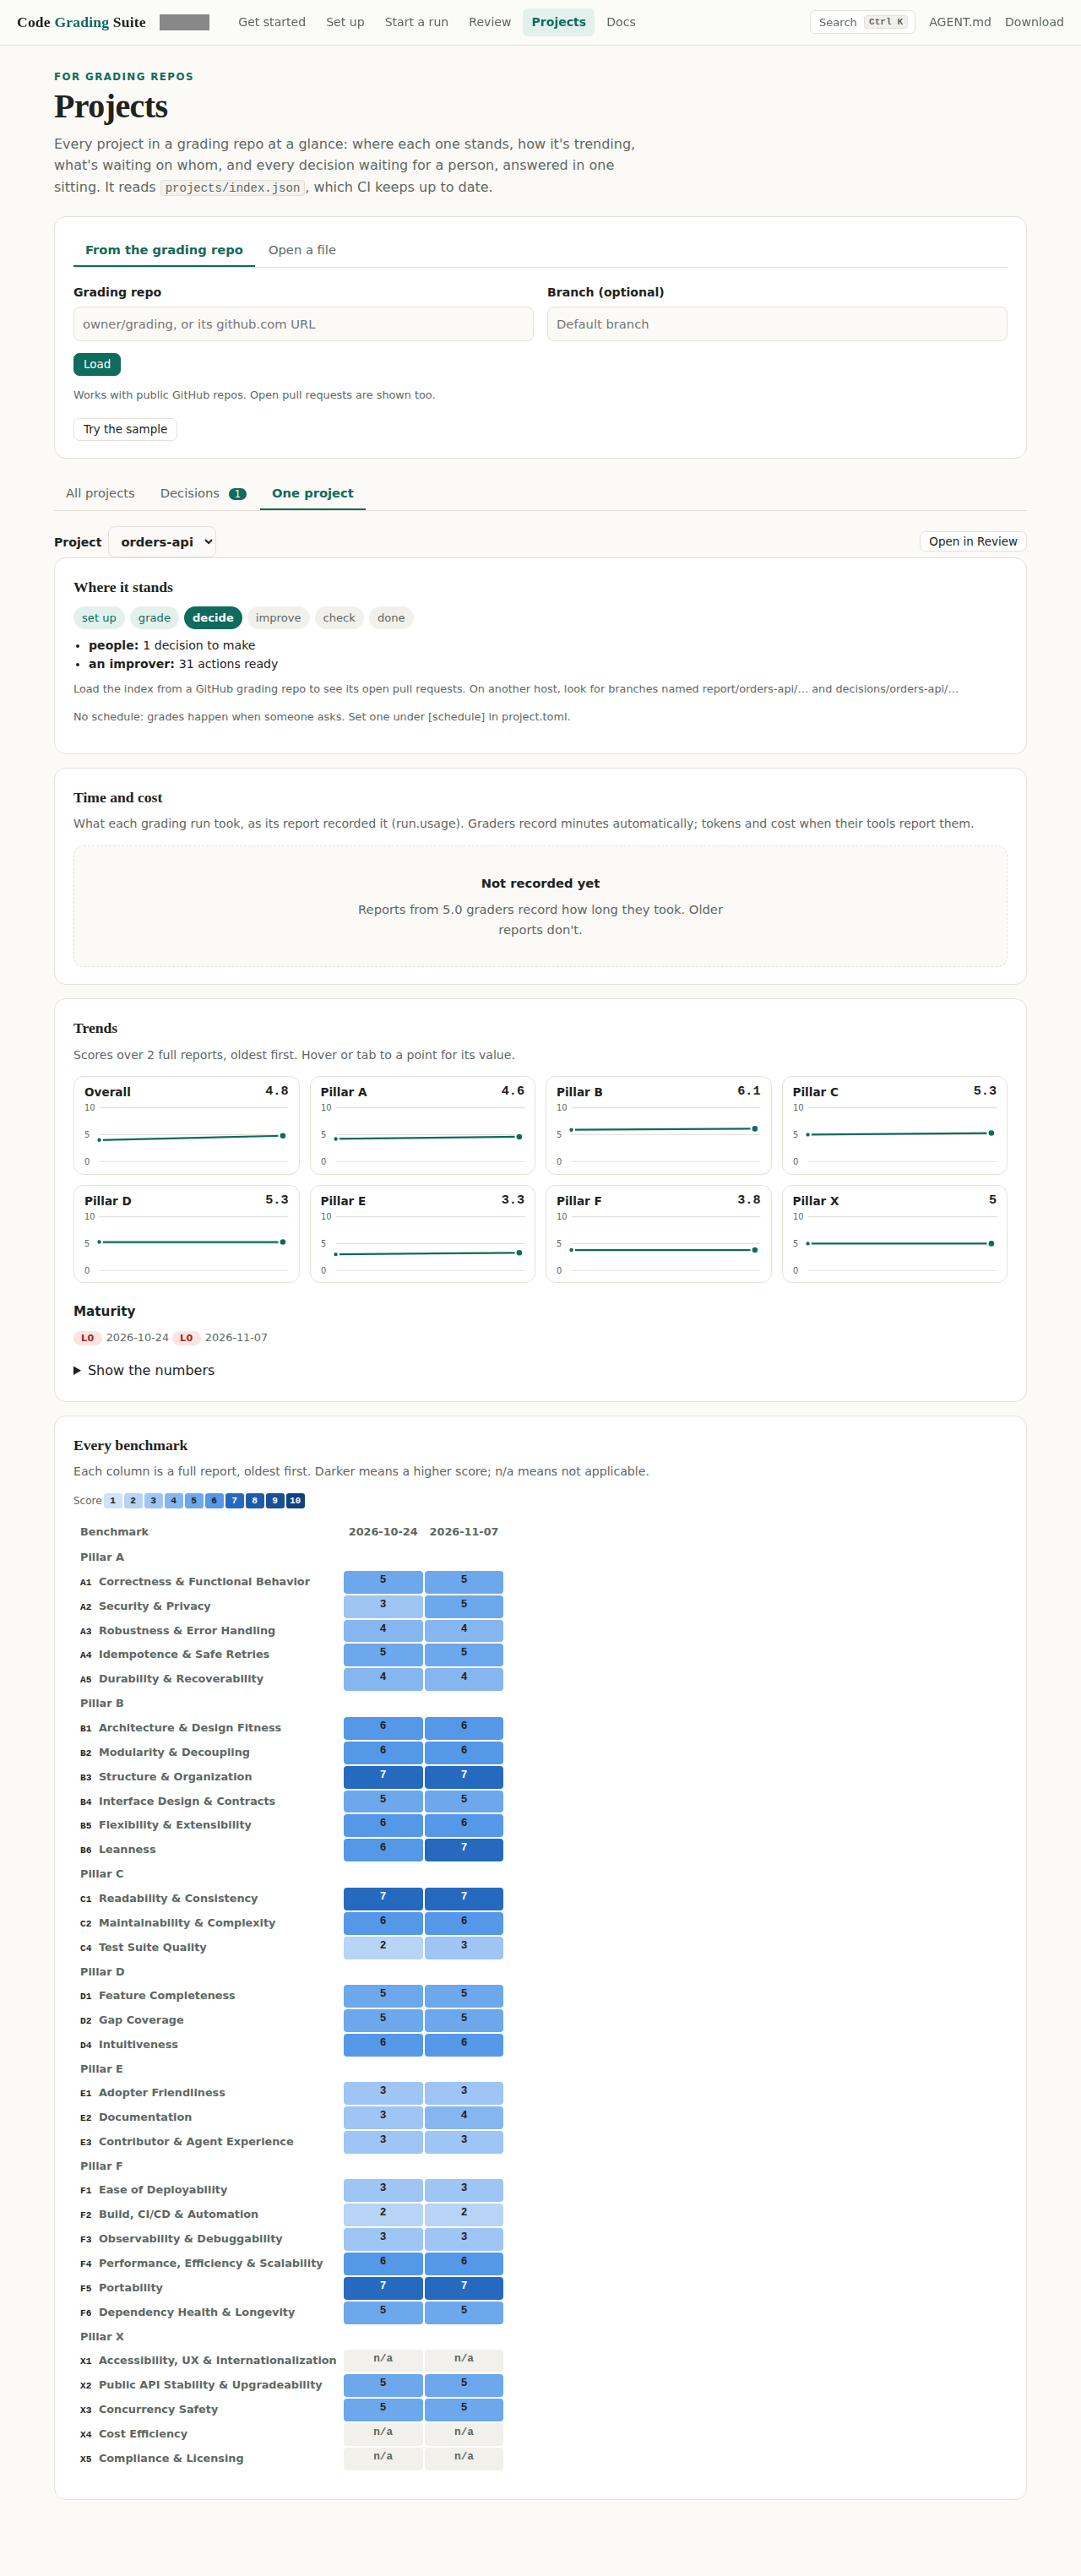 Code Grading Suite
Get started
Set up
Start a run
Review
Projects
Docs
Search Ctrl K
AGENT.md
Download
FOR GRADING REPOS
Projects
Every project in a grading repo at a glance: where each one stands, how it's trending,
what's waiting on whom, and every decision waiting for a person, answered in one
sitting. It reads projects/index.json, which CI keeps up to date.
From the grading repo
Open a file
Grading repo
Branch (optional)
owner/grading, or its github.com URL
Default branch
Load
Works with public GitHub repos. Open pull requests are shown too.
Try the sample
All projects
Decisions 1
One project
Project orders-api
Open in Review
Where it stands
set up
grade
decide
improve
check
done
• people: 1 decision to make
• an improver: 31 actions ready
Load the index from a GitHub grading repo to see its open pull requests. On another host, look for branches named report/orders-api/… and decisions/orders-api/…
No schedule: grades happen when someone asks. Set one under [schedule] in project.toml.
Time and cost
What each grading run took, as its report recorded it (run.usage). Graders record minutes automatically; tokens and cost when their tools report them.
Not recorded yet
Reports from 5.0 graders record how long they took. Older
reports don't.
Trends
Scores over 2 full reports, oldest first. Hover or tab to a point for its value.
Overall 4.8
10
5
0
Pillar A 4.6
10
5
0
Pillar B 6.1
10
5
0
Pillar C 5.3
10
5
0
Pillar D 5.3
10
5
0
Pillar E 3.3
10
5
0
Pillar F 3.8
10
5
0
Pillar X 5
10
5
0
Maturity
L0 2026-10-24 L0 2026-11-07
Show the numbers
Every benchmark
Each column is a full report, oldest first. Darker means a higher score; n/a means not applicable.
Score 1 2 3 4 5 6 7 8 9 10
Benchmark 2026-10-24 2026-11-07
Pillar A
A1 Correctness & Functional Behavior 5 5
A2 Security & Privacy 3 5
A3 Robustness & Error Handling 4 4
A4 Idempotence & Safe Retries 5 5
A5 Durability & Recoverability 4 4
Pillar B
B1 Architecture & Design Fitness 6 6
B2 Modularity & Decoupling 6 6
B3 Structure & Organization 7 7
B4 Interface Design & Contracts 5 5
B5 Flexibility & Extensibility 6 6
B6 Leanness 6 7
Pillar C
C1 Readability & Consistency 7 7
C2 Maintainability & Complexity 6 6
C4 Test Suite Quality 2 3
Pillar D
D1 Feature Completeness 5 5
D2 Gap Coverage 5 5
D4 Intuitiveness 6 6
Pillar E
E1 Adopter Friendliness 3 3
E2 Documentation 3 4
E3 Contributor & Agent Experience 3 3
Pillar F
F1 Ease of Deployability 3 3
F2 Build, CI/CD & Automation 2 2
F3 Observability & Debuggability 3 3
F4 Performance, Efficiency & Scalability 6 6
F5 Portability 7 7
F6 Dependency Health & Longevity 5 5
Pillar X
X1 Accessibility, UX & Internationalization n/a n/a
X2 Public API Stability & Upgradeability 5 5
X3 Concurrency Safety 5 5
X4 Cost Efficiency n/a n/a
X5 Compliance & Licensing n/a n/a